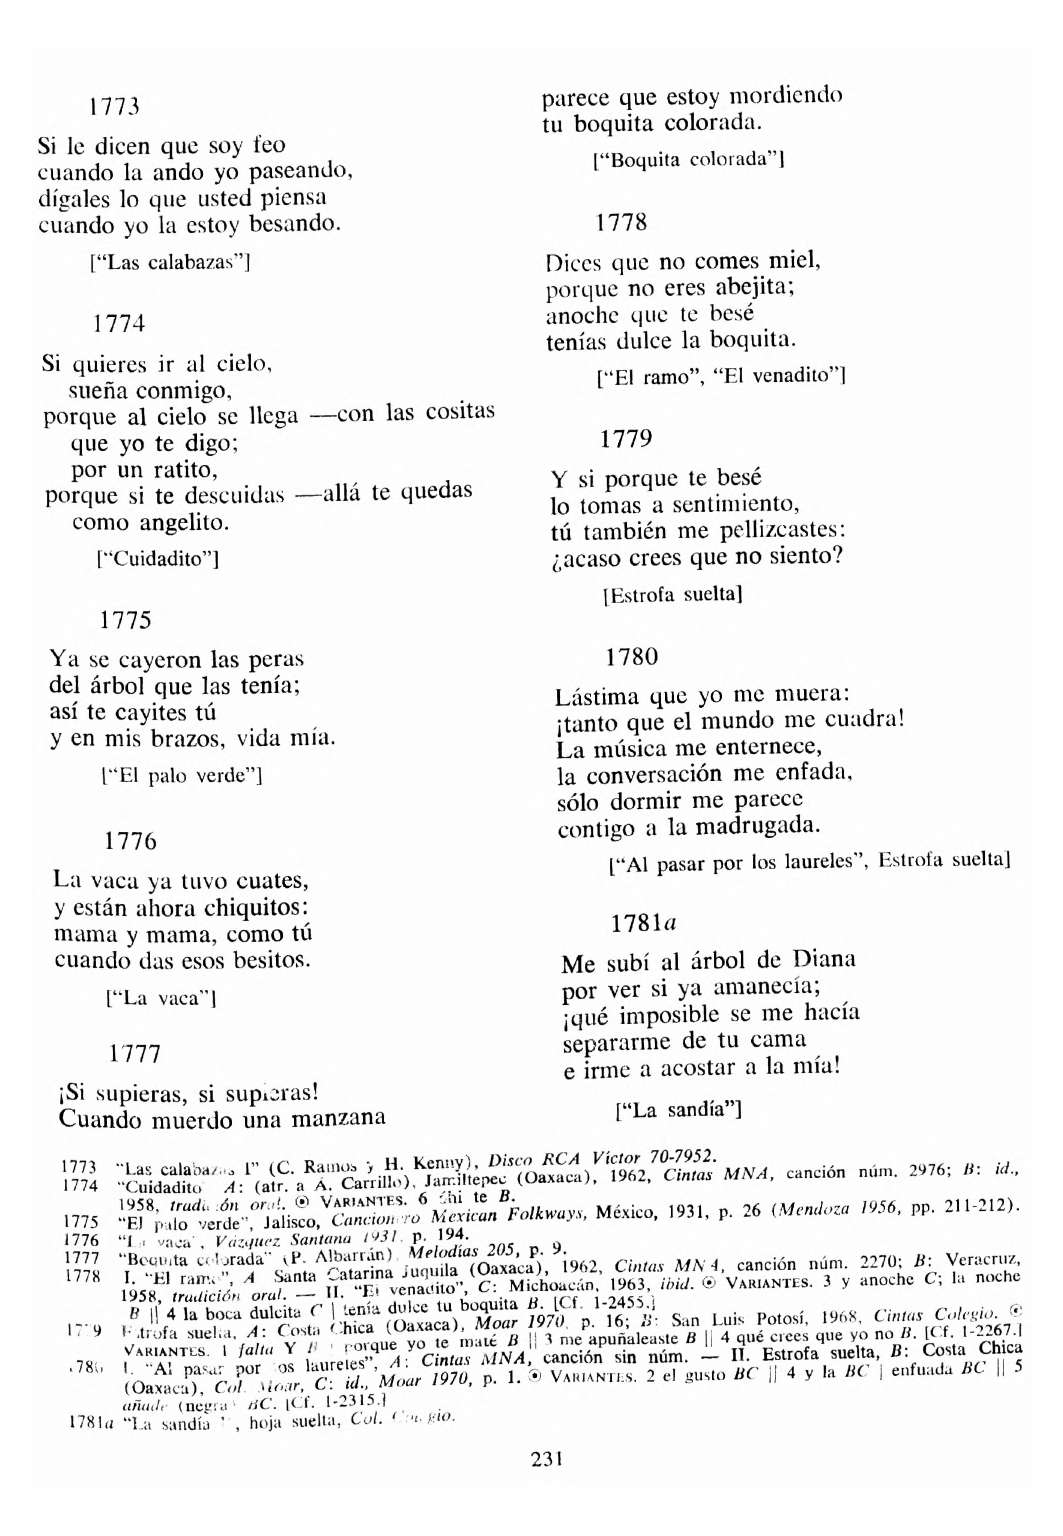 1773
Si le dicen que soy feo
cuando la ando yo paseando,
dígales lo que usted piensa
cuando yo la estoy besando.
[“Las calabazas”]
1774
Si quieres ir al cielo,
sueña conmigo,
porque al cielo se llega —con las cositas
que yo te digo;
por un ratito,
porque si te descuidas —allá te quedas
como angelito.
[“Cuidadito”]
1775
Ya se cayeron las peras
del árbol que las tenía;
así te cayites tú
y en mis brazos, vida mía.
[“El palo verde”]
1776
La vaca ya tuvo cuates,
y están ahora chiquitos:
mama y mama, como tú
cuando das esos besitos.
[“La vaca”]
1777
¡Si supieras, si supieras!
Cuando muerdo una manzana
parece que estoy mordiendo
tu boquita colorada.
[“Boquita colorada”]
1778
Dices que no comes miel,
porque no eres abejita;
anoche que te besé
tenías dulce la boquita.
[“El ramo”, “El venadito”]
1779
Y si porque te besé
lo tomas a sentimiento,
tú también me pellizcastes:
¿acaso crees que no siento?
[Estrofa suelta]
1780
Lástima que yo me muera:
¡tanto que el mundo me cuadra!
La música me enternece,
la conversación me enfada,
sólo dormir me parece
contigo a la madrugada.
[“Al pasar por los laureles”, Estrofa suelta]
1781a
Me subí al árbol de Diana
por ver si ya amanecía;
¡qué imposible se me hacía
separarme de tu cama
e irme a acostar a la mía!
[“La sandía”]
1773 “Las calabazas I” (C. Ramos y H. Kenny), Disco RCA Víctor 70-7952.
1774 “Cuidadito” A: (atr. a A. Carrillo), Jamiltepec (Oaxaca), 1962, Cintas MNA, canción núm. 2976; B: id.,
1958, tradición oral. ⊙ VARIANTES. 6 ahi te B.
1775 “El palo verde”, Jalisco, Cancionero Mexican Folkways, México, 1931, p. 26 (Mendoza 1956, pp. 211-212).
1776 “La vaca”, Vázquez Santana 1931, p. 194.
1777 “Boquita colorada” (P. Albarrán), Melodías 205, p. 9.
1778 I. “El ramo”, A Santa Catarina Juquila (Oaxaca), 1962, Cintas MNA, canción núm. 2270; B: Veracruz,
1958, tradición oral. — II. “El venadito”, C: Michoacán, 1963, ibid. ⊙ VARIANTES. 3 y anoche C; la noche
B || 4 la boca dulcita C | tenía dulce tu boquita B. [Cf. 1-2455.]
1779 Estrofa suelta, A: Costa Chica (Oaxaca), Moar 1970, p. 16; B: San Luis Potosí, 1968, Cintas Colegio. ⊙
VARIANTES. 1 falta Y B porque yo te maté B || 3 me apuñaleaste B || 4 qué crees que yo no B. [Cf. 1-2267.]
1780 I. “Al pasar por los laureles”, A: Cintas MNA, canción sin núm. — II. Estrofa suelta, B: Costa Chica
(Oaxaca), Col. Moar, C: id., Moar 1970, p. 1. ⊙ VARIANTES. 2 el gusto BC || 4 y la BC | enfuada BC || 5
añade (negra) BC. [Cf. 1-2315.]
1781a “La sandía”, hoja suelta, Col. Colegio.
231